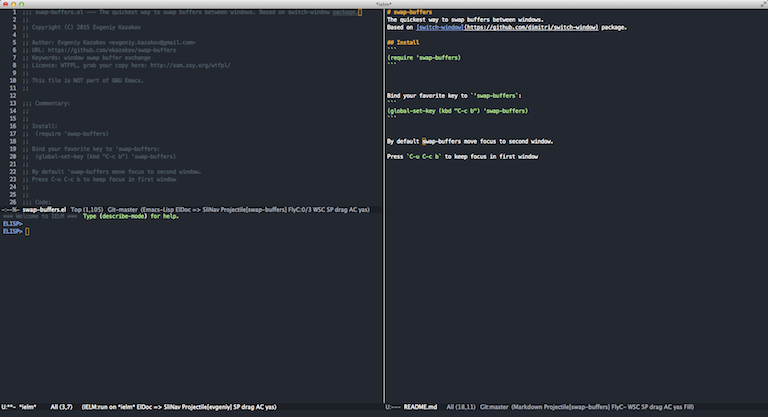 *ielm*
1 ;;; swap-buffers.el --- The quickest way to swap buffers between windows. Based on switch-window package.
2 ;;
3 ;; Copyright (C) 2015 Evgeniy Kazakov
4 ;;
5 ;; Author: Evgeniy Kazakov <evgeniy.kazakov@gmail.com>
6 ;; URL: https://github.com/ekazakov/swap-buffers
7 ;; Keywords: window swap buffer exchange
8 ;; Licence: WTFPL, grab your copy here: http://sam.zoy.org/wtfpl/
9 ;;
10 ;; This file is NOT part of GNU Emacs.
11 ;;
12
13 ;;; Commentary:
14 ;;
15 ;;
16 ;; Install:
17 ;;  (require 'swap-buffers)
18 ;;
19 ;; Bind your favorite key to 'swap-buffers:
20 ;;  (global-set-key (kbd "C-c b") 'swap-buffers)
21 ;;
22 ;; By default 'swap-buffers move focus to second window.
23 ;; Press C-u C-c b to keep focus in first window
24 ;;
25 ;;
26 ;;; Code:
-:--%- swap-buffers.el Top (1,105) Git-master (Emacs-Lisp ElDoc => SliNav Projectile[swap-buffers] FlyC:0/3 WSC SP drag AC yas)
*** Welcome to IELM *** Type (describe-mode) for help.
ELISP>
ELISP>
U:**- *ielm* All (3,7) (IELM:run on *ielm* ElDoc => SliNav Projectile[evgeniy] SP drag AC yas)
# swap-buffers
The quickest way to swap buffers between windows.
Based on [switch-window](https://github.com/dimitri/switch-window) package.
## Install
```
(require 'swap-buffers)
```
Bind your favorite key to `'swap-buffers`:
```
(global-set-key (kbd "C-c b") 'swap-buffers)
```
By default swap-buffers move focus to second window.
Press `C-u C-c b` to keep focus in first window
U:--- README.md All (18,11) Git:master (Markdown Projectile[swap-buffers] FlyC- WSC SP drag AC yas Fill)